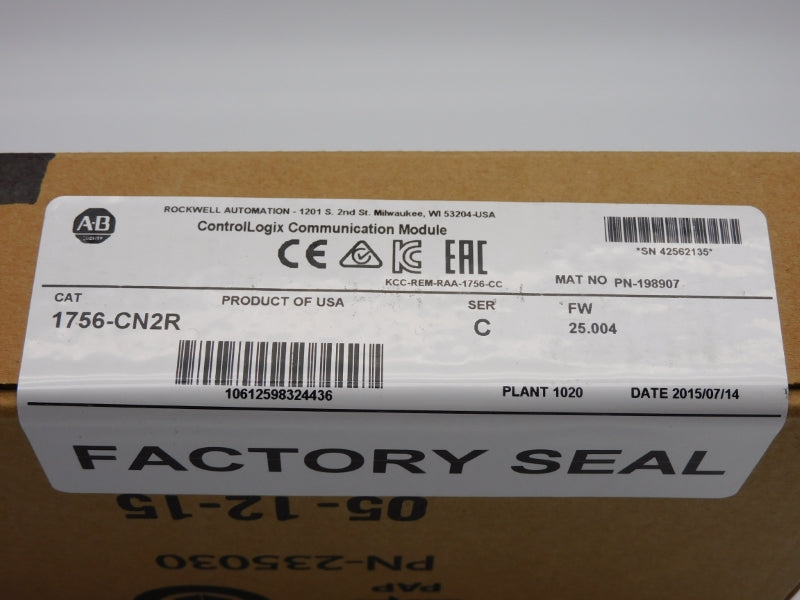 A-B
QUALITY
ROCKWELL AUTOMATION - 1201 S. 2nd St. Milwaukee, WI 53204-USA
ControlLogix Communication Module
CE KC EAC
KCC-REM-RAA-1756-CC
*SN 42562135*
MAT NO PN-198907
CAT
1756-CN2R
PRODUCT OF USA
SER
C
FW
25.004
10612598324436
PLANT 1020
DATE 2015/07/14
FACTORY SEAL
05-12-15
PN-235030
PAP